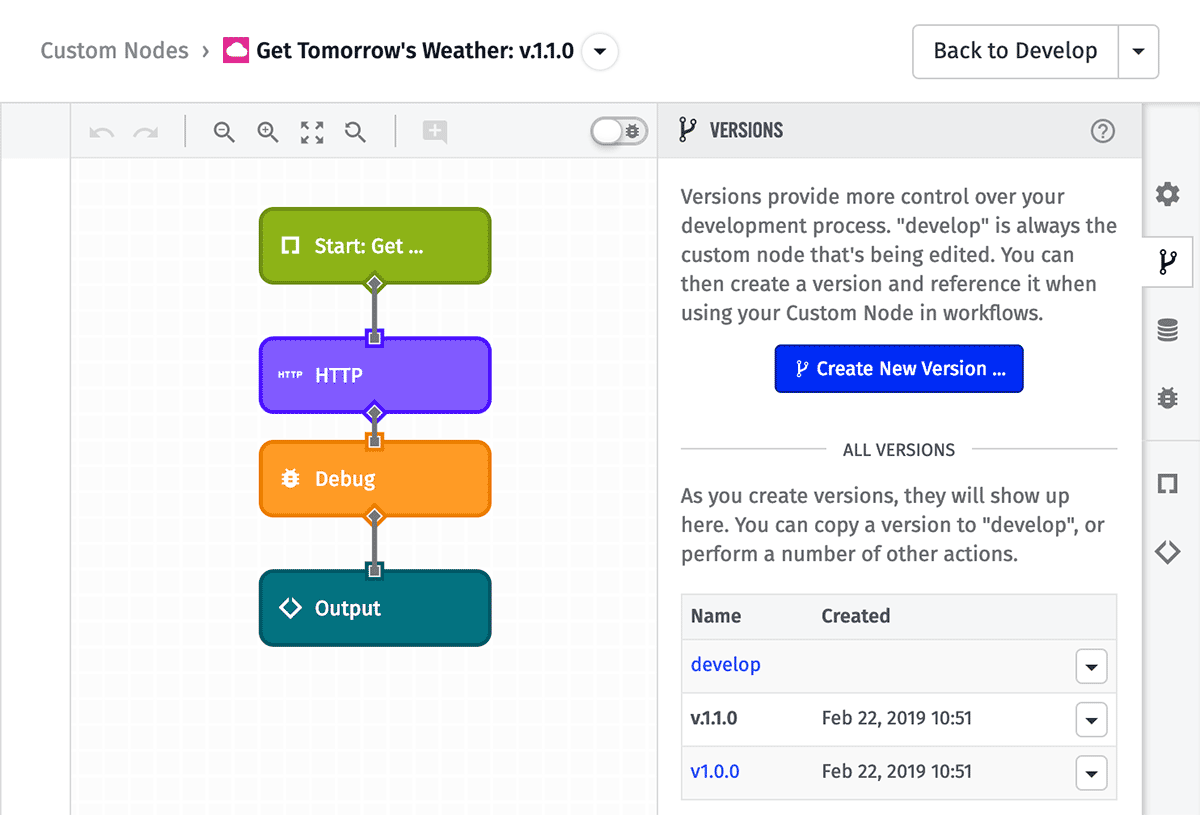 Custom Nodes › Get Tomorrow's Weather: v.1.1.0
Back to Develop
VERSIONS
Start: Get ...
HTTP HTTP
Debug
Output
Versions provide more control over your
development process. "develop" is always the
custom node that's being edited. You can
then create a version and reference it when
using your Custom Node in workflows.
Create New Version ...
ALL VERSIONS
As you create versions, they will show up
here. You can copy a version to "develop", or
perform a number of other actions.
Name Created
develop
v.1.1.0 Feb 22, 2019 10:51
v1.0.0 Feb 22, 2019 10:51